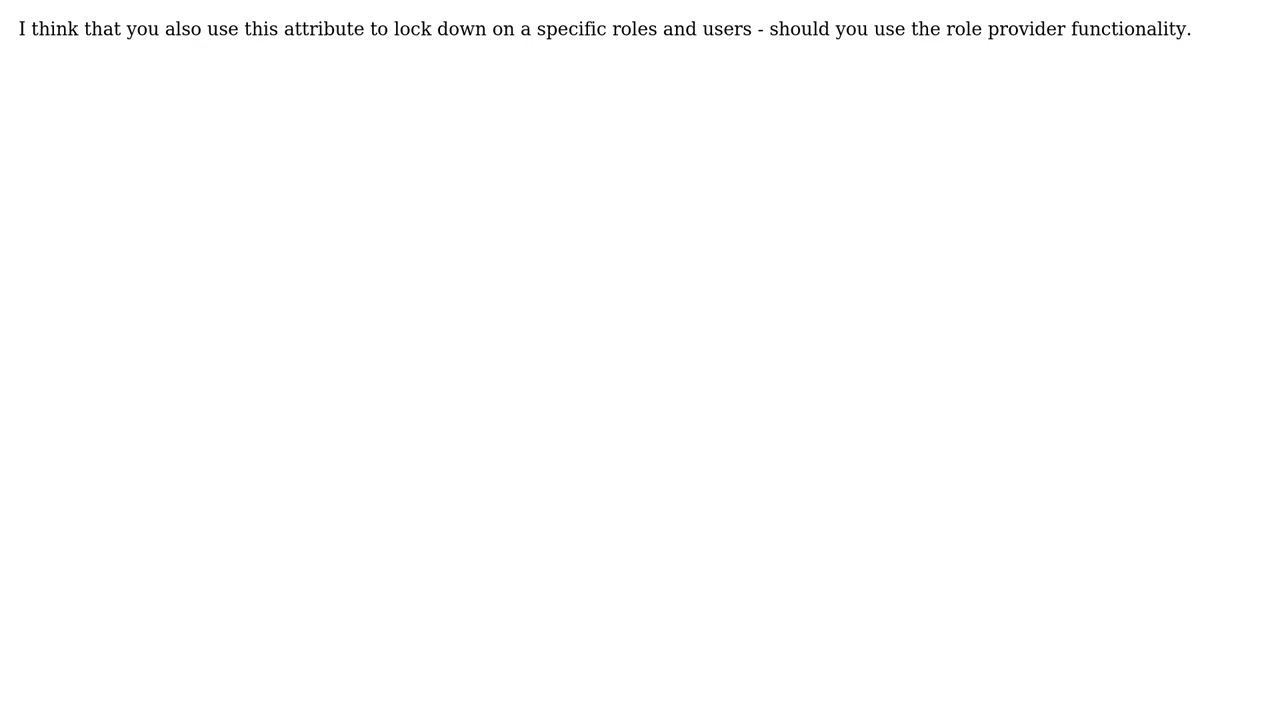 I think that you also use this attribute to lock down on a specific roles and users - should you use the role provider functionality.